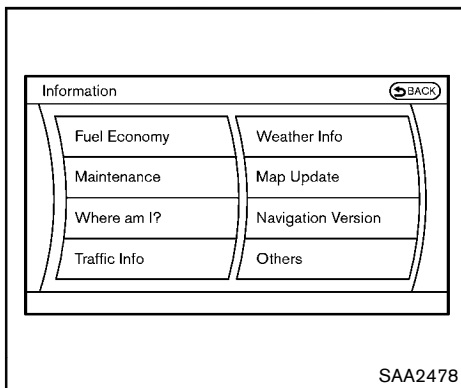 Information
BACK
Fuel Economy
Weather Info
Maintenance
Map Update
Where am I?
Navigation Version
Traffic Info
Others
SAA2478